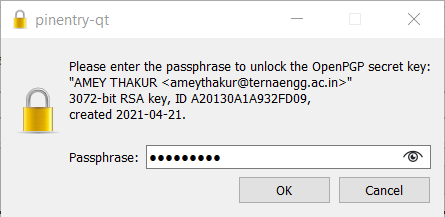 pinentry-qt
Please enter the passphrase to unlock the OpenPGP secret key:
"AMEY THAKUR <ameythakur@ternaengg.ac.in>"
3072-bit RSA key, ID A20130A1A932FD09,
created 2021-04-21.
Passphrase: ●●●●●●●●●
OK Cancel